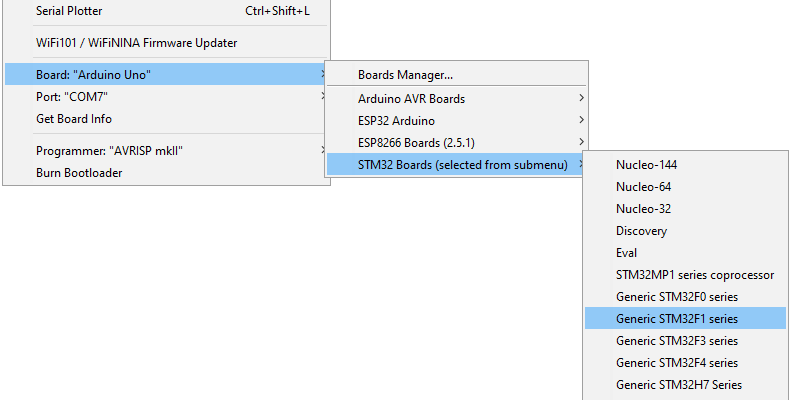 Serial Plotter Ctrl+Shift+L
WiFi101 / WiFiNINA Firmware Updater
Board: "Arduino Uno"
Port: "COM7"
Get Board Info
Programmer: "AVRISP mkII"
Burn Bootloader
Boards Manager...
Arduino AVR Boards
ESP32 Arduino
ESP8266 Boards (2.5.1)
STM32 Boards (selected from submenu)
Nucleo-144
Nucleo-64
Nucleo-32
Discovery
Eval
STM32MP1 series coprocessor
Generic STM32F0 series
Generic STM32F1 series
Generic STM32F3 series
Generic STM32F4 series
Generic STM32H7 Series